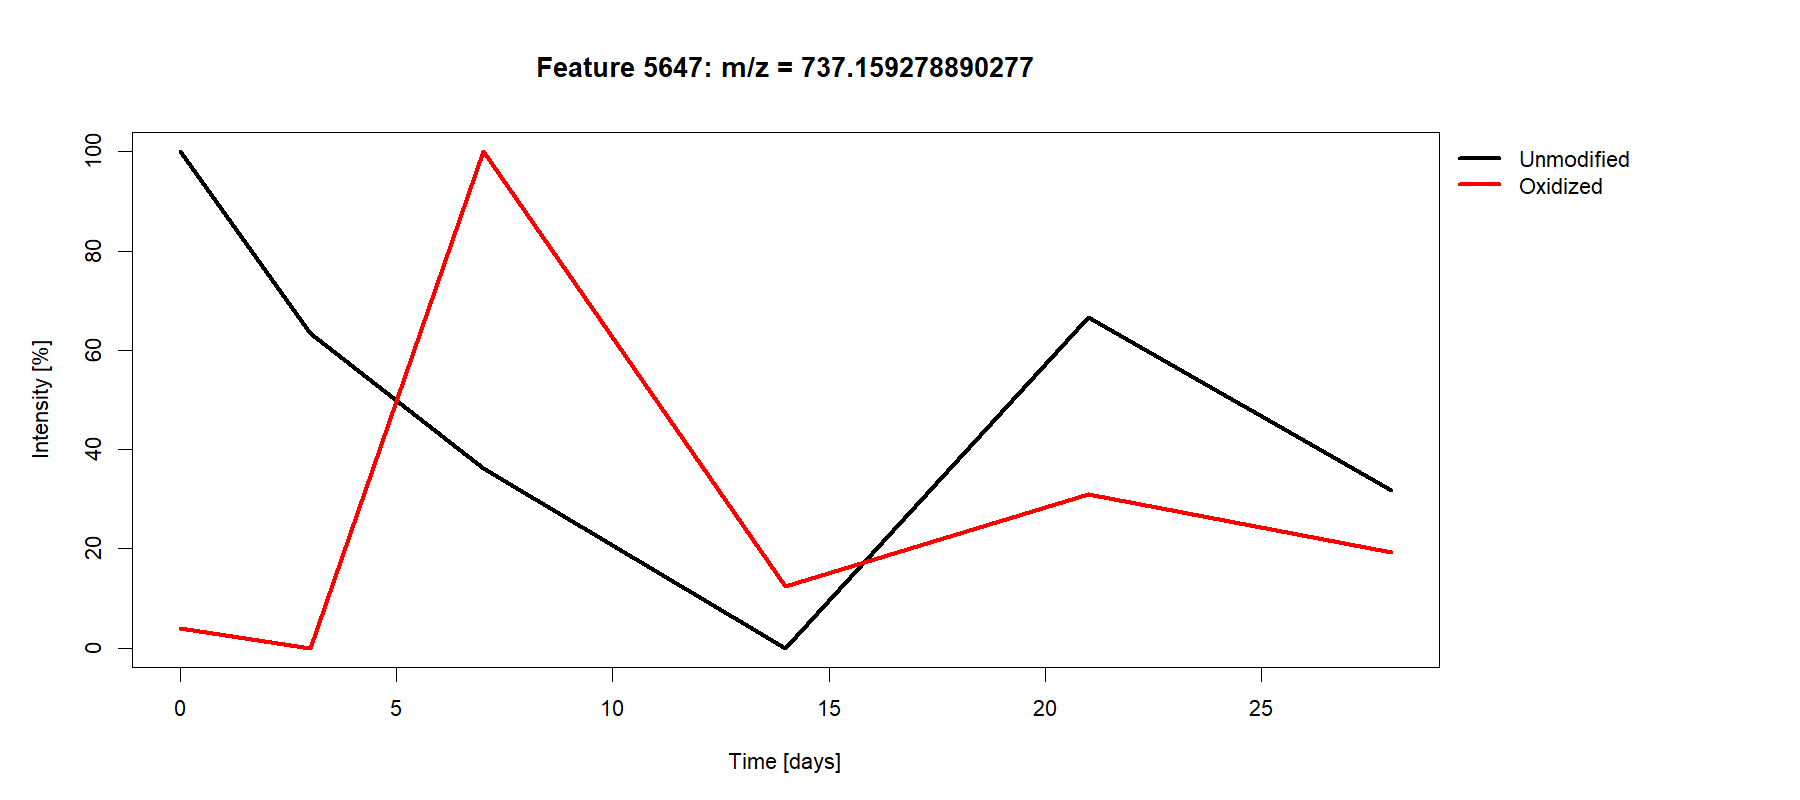 Feature 5647: m/z = 737.159278890277
Unmodified
Oxidized
Intensity [%]
100
80
60
40
20
0
0 5 10 15 20 25
Time [days]